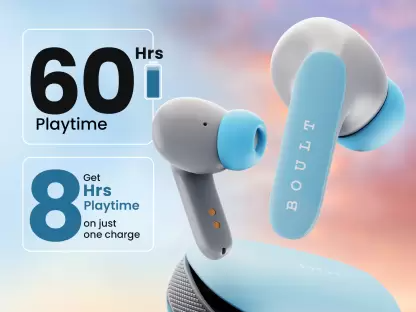 60 Hrs
Playtime
8
Get
Hrs
Playtime
on just
one charge
BOULT